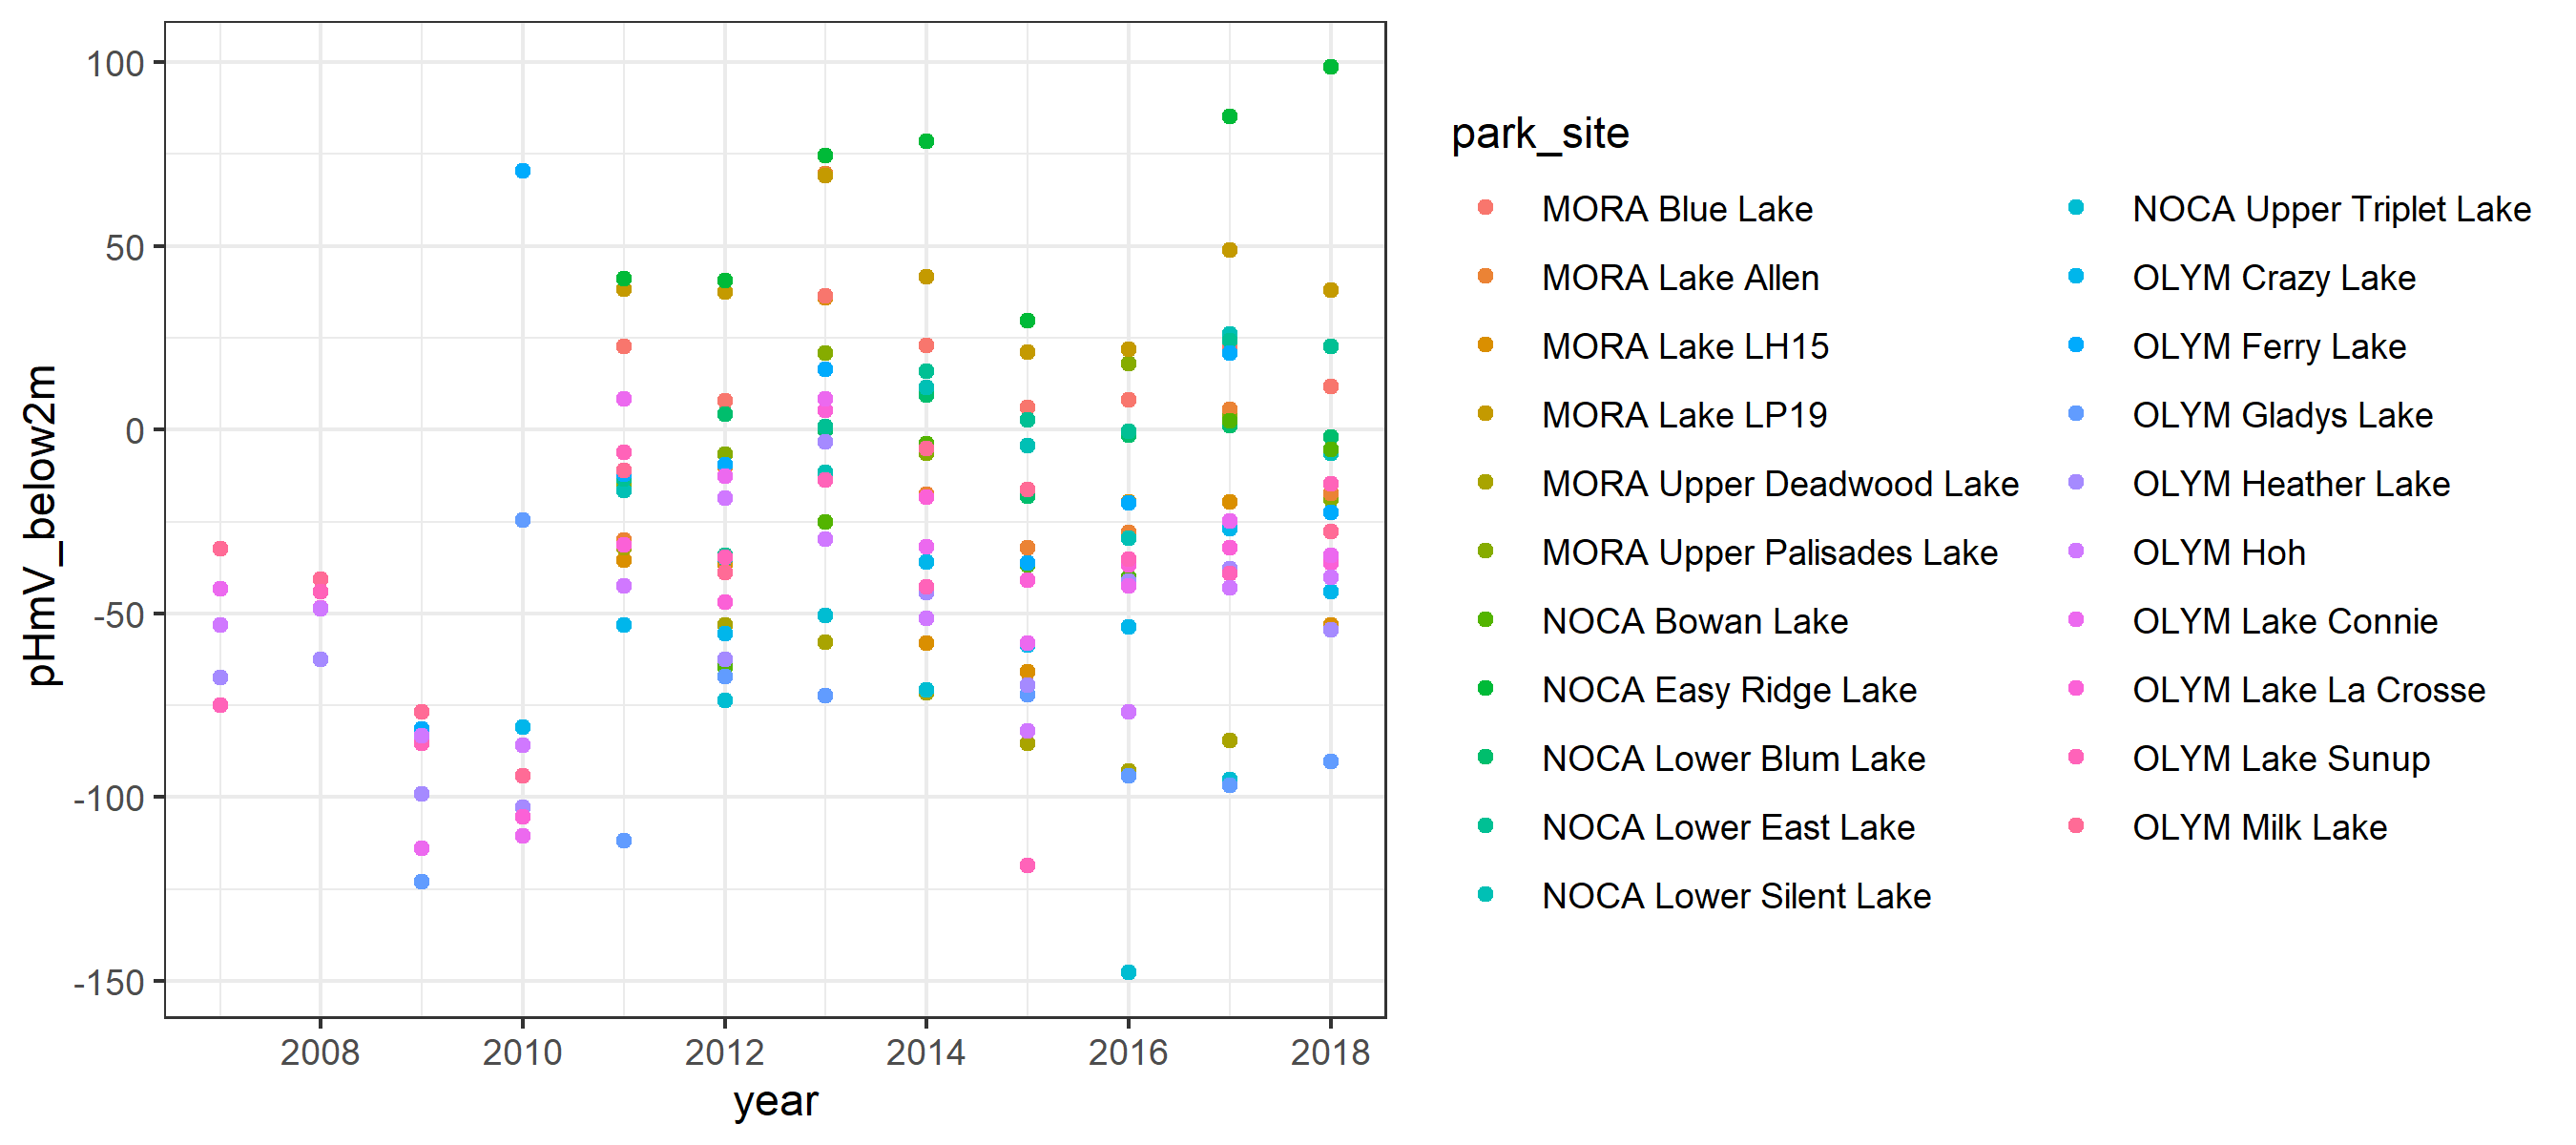 100
50
0
-50
-100
-150
pHmV_below2m
2008 2010 2012 2014 2016 2018
year
park_site
MORA Blue Lake
MORA Lake Allen
MORA Lake LH15
MORA Lake LP19
MORA Upper Deadwood Lake
MORA Upper Palisades Lake
NOCA Bowan Lake
NOCA Easy Ridge Lake
NOCA Lower Blum Lake
NOCA Lower East Lake
NOCA Lower Silent Lake
NOCA Upper Triplet Lake
OLYM Crazy Lake
OLYM Ferry Lake
OLYM Gladys Lake
OLYM Heather Lake
OLYM Hoh
OLYM Lake Connie
OLYM Lake La Crosse
OLYM Lake Sunup
OLYM Milk Lake